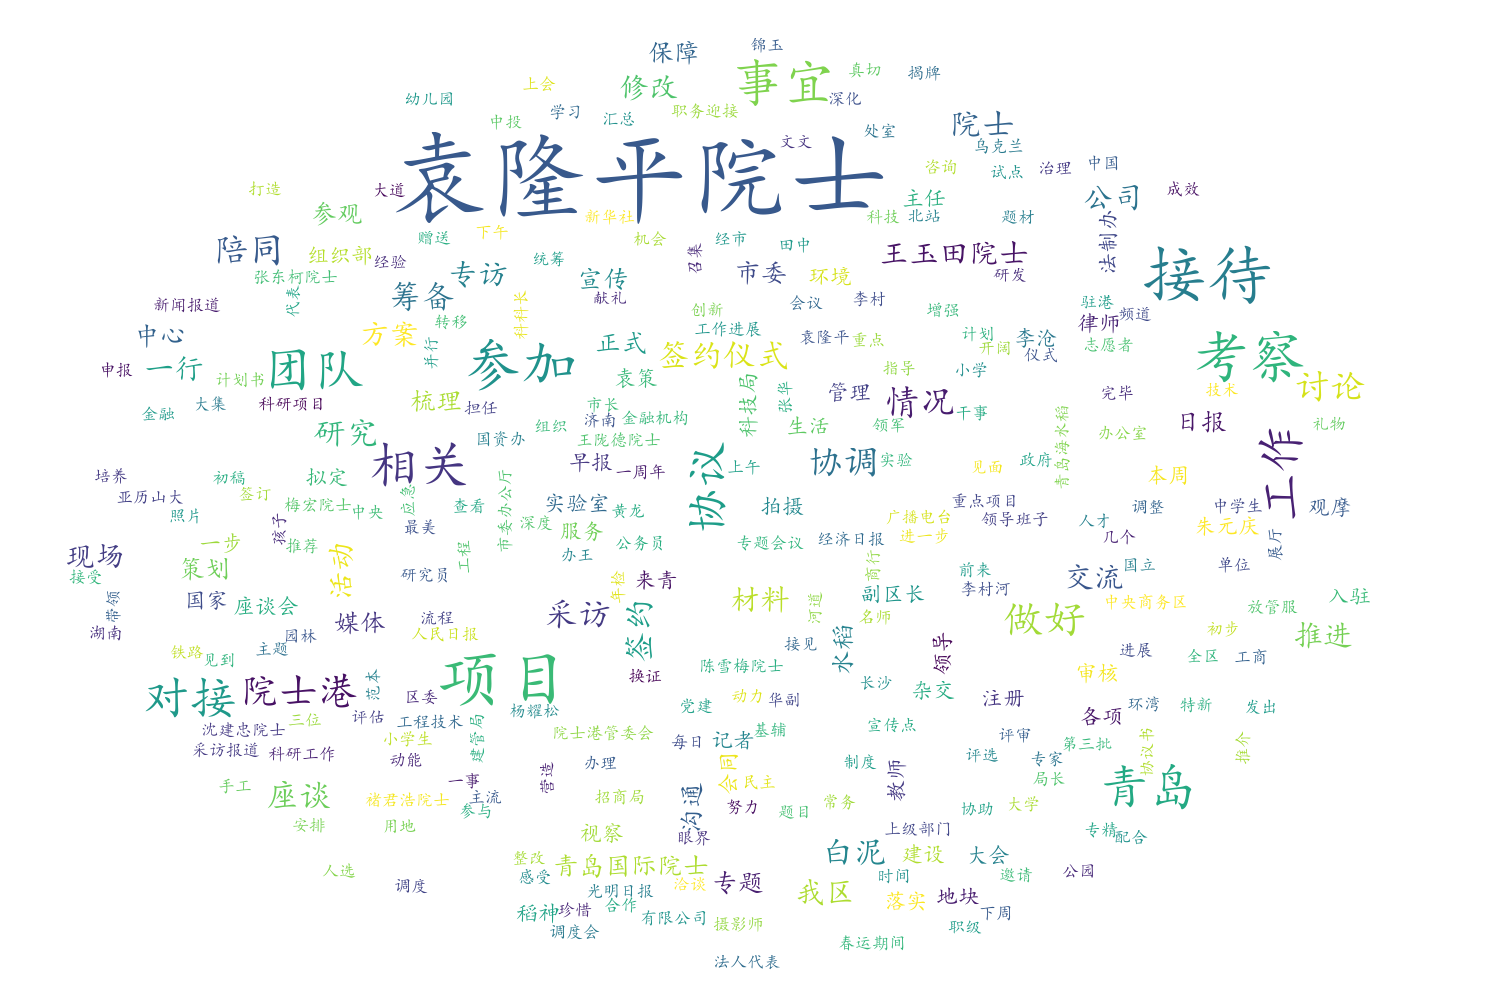 锦玉
保障
事宜
真切
揭牌
上会
修改
幼儿园
学习
中投
汇总
职务迎接
深化
文文
处室
院士
乌克兰
袁隆平院士
咨询
试点
治理
中国
打造
大道
主任
公司
成效
参观
新华社
科技
北站
题材
法制办
赠送
下午
机会
经市
田中
陪同
组织部
经验
召集
王玉田院士
接待
张东柯院士
专访
统筹
宣传
市委
环境
研发
代表
筹备
献礼
会议
李村
驻港
新闻报道
科科长
创新
增强
律师
频道
转移
工作进展
中心
方案
并行
正式
签约仪式
袁隆平
重点
计划
李沧
志愿者
开阔
仪式
考察
申报
一行
团队
参加
袁策
指导
小学
计划书
科技局
张华
管理
情况
完毕
技术
讨论
金融
大集
科研项目
梳理
担任
市长
济南
金融机构
生活
领军
干事
日报
礼物
研究
组织
国资办
王陇德院士
青岛海水稻
办公室
工作
相关
早报
一周年
协议
上午
协调
实验
见面
政府
本周
培养
初稿
拟定
亚历山大
签订
梅宏院士
中央
应急
查看
市委办公厅
实验室
黄龙
拍摄
重点项目
调整
中学生
观摩
照片
孩子
最美
深度
服务
广播电台
领导班子
人才
朱元庆
一步
推荐
公务员
专题会议
经济日报
进一步
几个
展厅
现场
策划
活动
工程
办王
商行
前来
交流
国立
单位
接受
研究员
年检
来青
李村河
带领
国家
座谈会
采访
签约
材料
河道
副区长
名师
做好
中央商务区
放管服
入驻
湖南
园林
媒体
流程
人民日报
水稻
领导
初步
推进
铁路
见到
主题
接见
进展
全区
工商
对接
院士港
范本
项目
换证
陈雪梅院士
长沙
杂交
审核
区委
杨耀松
党建
动力
华副
注册
各项
环湾
特新
发出
沈建忠院士
三位
评估
工程技术
建管局
院士港管委会
每日
记者
基辅
宣传点
评审
第三批
协议书
推介
采访报道
科研工作
小学生
动能
办理
同会
民主
制度
教师
评选
专家
局长
手工
座谈
一事
营造
褚君浩院士
主流
参与
招商局
沟通
努力
题目
常务
协助
大学
青岛
安排
用地
视察
眼界
上级部门
专精
配合
人选
调度
整改
感受
青岛国际院士
白泥
建设
大会
光明日报
洽谈
专题
我区
时间
邀请
公园
落实
地块
稻神
珍惜
合作
有限公司
摄影师
职级
下周
调度会
春运期间
法人代表